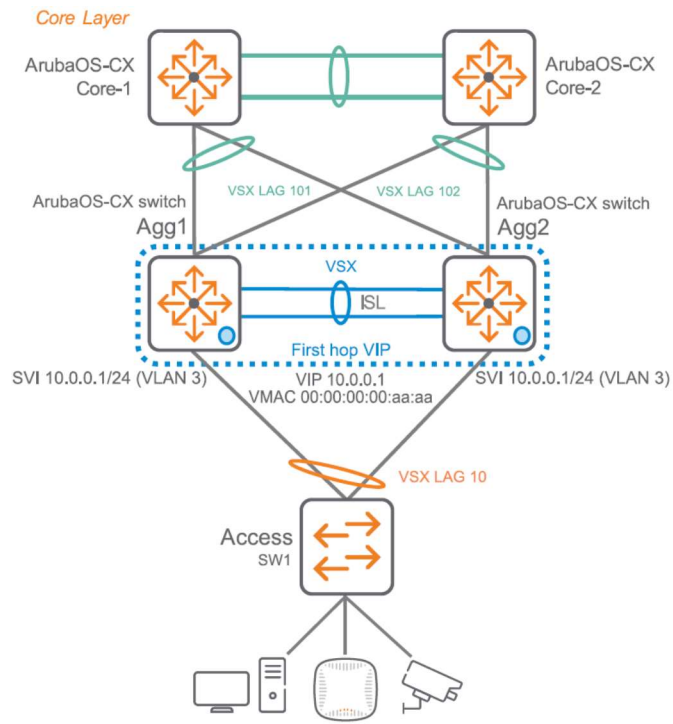 Core Layer
ArubaOS-CX
Core-1
ArubaOS-CX
Core-2
VSX LAG 101
VSX LAG 102
ArubaOS-CX switch
Agg1
ArubaOS-CX switch
Agg2
VSX
ISL
First hop VIP
SVI 10.0.0.1/24 (VLAN 3)
VIP 10.0.0.1
SVI 10.0.0.1/24 (VLAN 3)
VMAC 00:00:00:00:aa:aa
VSX LAG 10
Access
SW1